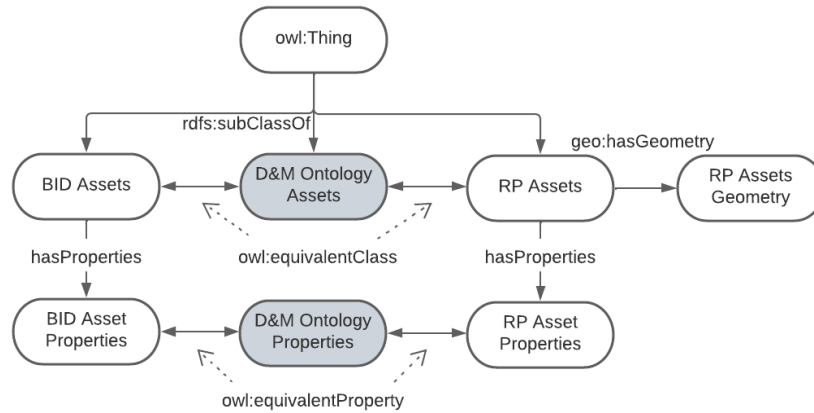 owl:Thing
rdfs:subClassOf
geo:hasGeometry
BID Assets
D&M Ontology
Assets
RP Assets
RP Assets
Geometry
hasProperties
owl:equivalentClass
hasProperties
BID Asset
Properties
D&M Ontology
Properties
RP Asset
Properties
owl:equivalentProperty